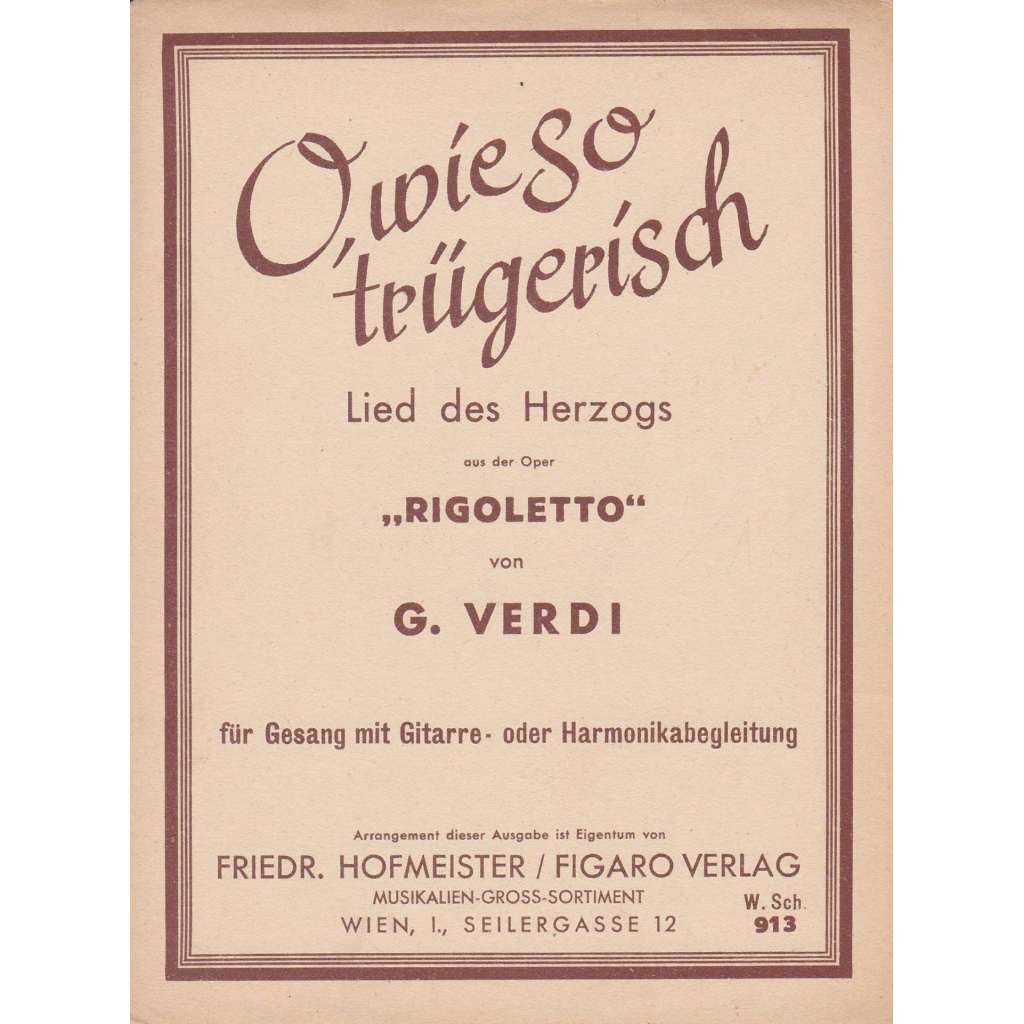 O, wie so
trügerisch
Lied des Herzogs
aus der Oper
„RIGOLETTO“
von
G. VERDI
für Gesang mit Gitarre- oder Harmonikabegleitung
Arrangement dieser Ausgabe ist Eigentum von
FRIEDR. HOFMEISTER / FIGARO VERLAG
MUSIKALIEN-GROSS-SORTIMENT
WIEN, I., SEILERGASSE 12
W. Sch.
913